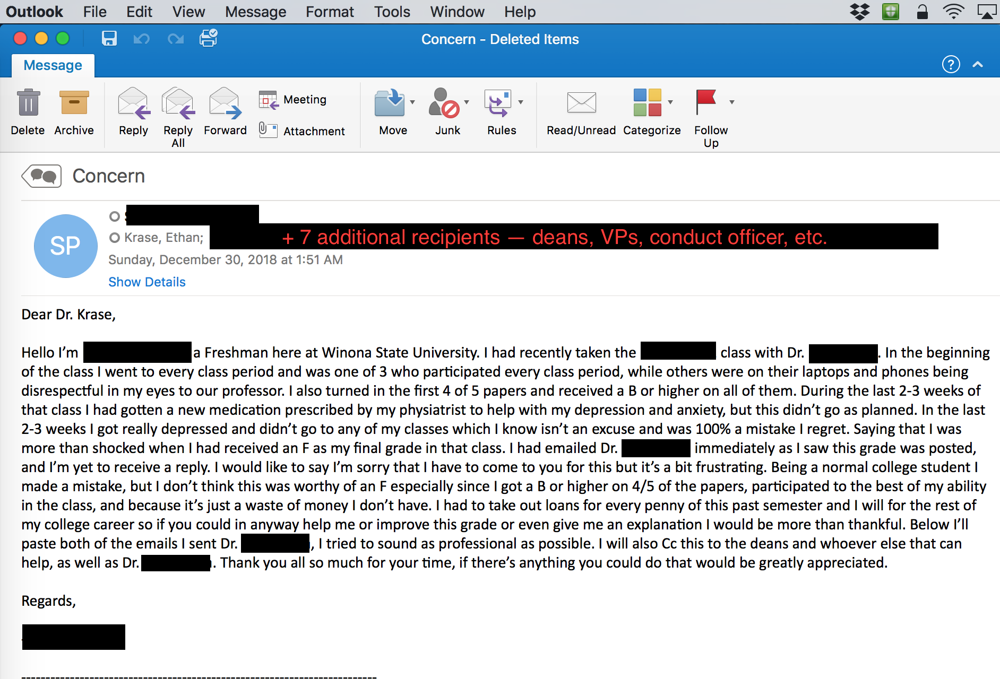 Outlook File Edit View Message Format Tools Window Help
Concern - Deleted Items
Message
?
Delete Archive Reply Reply All Forward Meeting Attachment Move Junk Rules Read/Unread Categorize Follow Up
Concern
SP
Krase, Ethan; + 7 additional recipients — deans, VPs, conduct officer, etc.
Sunday, December 30, 2018 at 1:51 AM
Show Details
Dear Dr. Krase,
Hello I'm a Freshman here at Winona State University. I had recently taken the class with Dr. . In the beginning
of the class I went to every class period and was one of 3 who participated every class period, while others were on their laptops and phones being
disrespectful in my eyes to our professor. I also turned in the first 4 of 5 papers and received a B or higher on all of them. During the last 2-3 weeks of
that class I had gotten a new medication prescribed by my physiatrist to help with my depression and anxiety, but this didn't go as planned. In the last
2-3 weeks I got really depressed and didn't go to any of my classes which I know isn't an excuse and was 100% a mistake I regret. Saying that I was
more than shocked when I had received an F as my final grade in that class. I had emailed Dr. immediately as I saw this grade was posted,
and I'm yet to receive a reply. I would like to say I'm sorry that I have to come to you for this but it's a bit frustrating. Being a normal college student I
made a mistake, but I don't think this was worthy of an F especially since I got a B or higher on 4/5 of the papers, participated to the best of my ability
in the class, and because it's just a waste of money I don't have. I had to take out loans for every penny of this past semester and I will for the rest of
my college career so if you could in anyway help me or improve this grade or even give me an explanation I would be more than thankful. Below I'll
paste both of the emails I sent Dr. , I tried to sound as professional as possible. I will also Cc this to the deans and whoever else that can
help, as well as Dr. . Thank you all so much for your time, if there's anything you could do that would be greatly appreciated.
Regards,
--------------------------------------------------------------------------